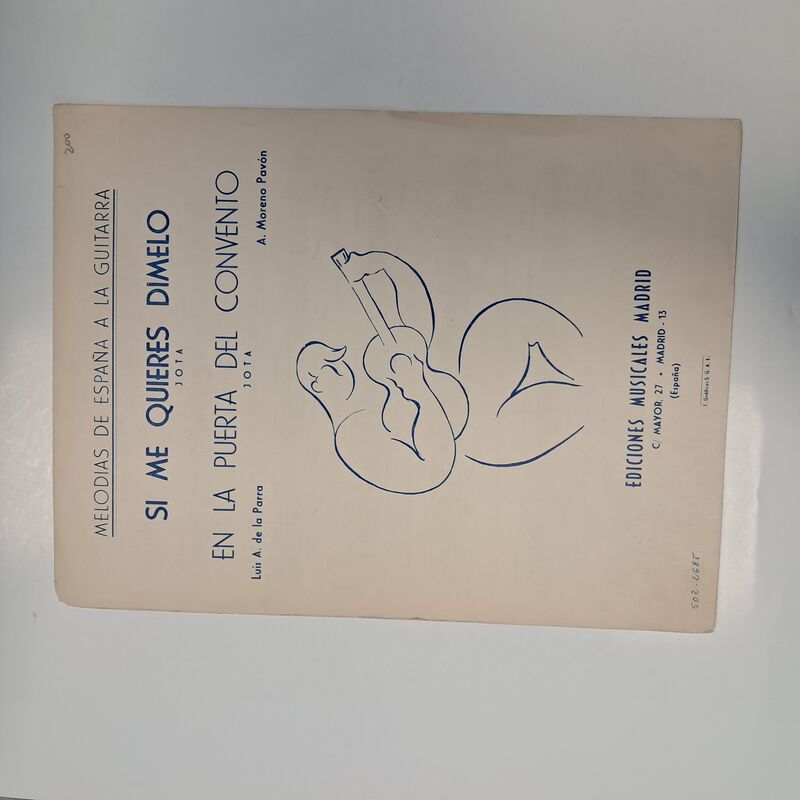 200
MELODIAS DE ESPAÑA A LA GUITARRA
SI ME QUIERES DIMELO
JOTA
EN LA PUERTA DEL CONVENTO
JOTA
Luis A. de la Parra A. Moreno Pavón
EDICIONES MUSICALES MADRID
C/ MAYOR, 27 • MADRID - 13
(España)
T. Gráficos S. G. A. E.
502-2685